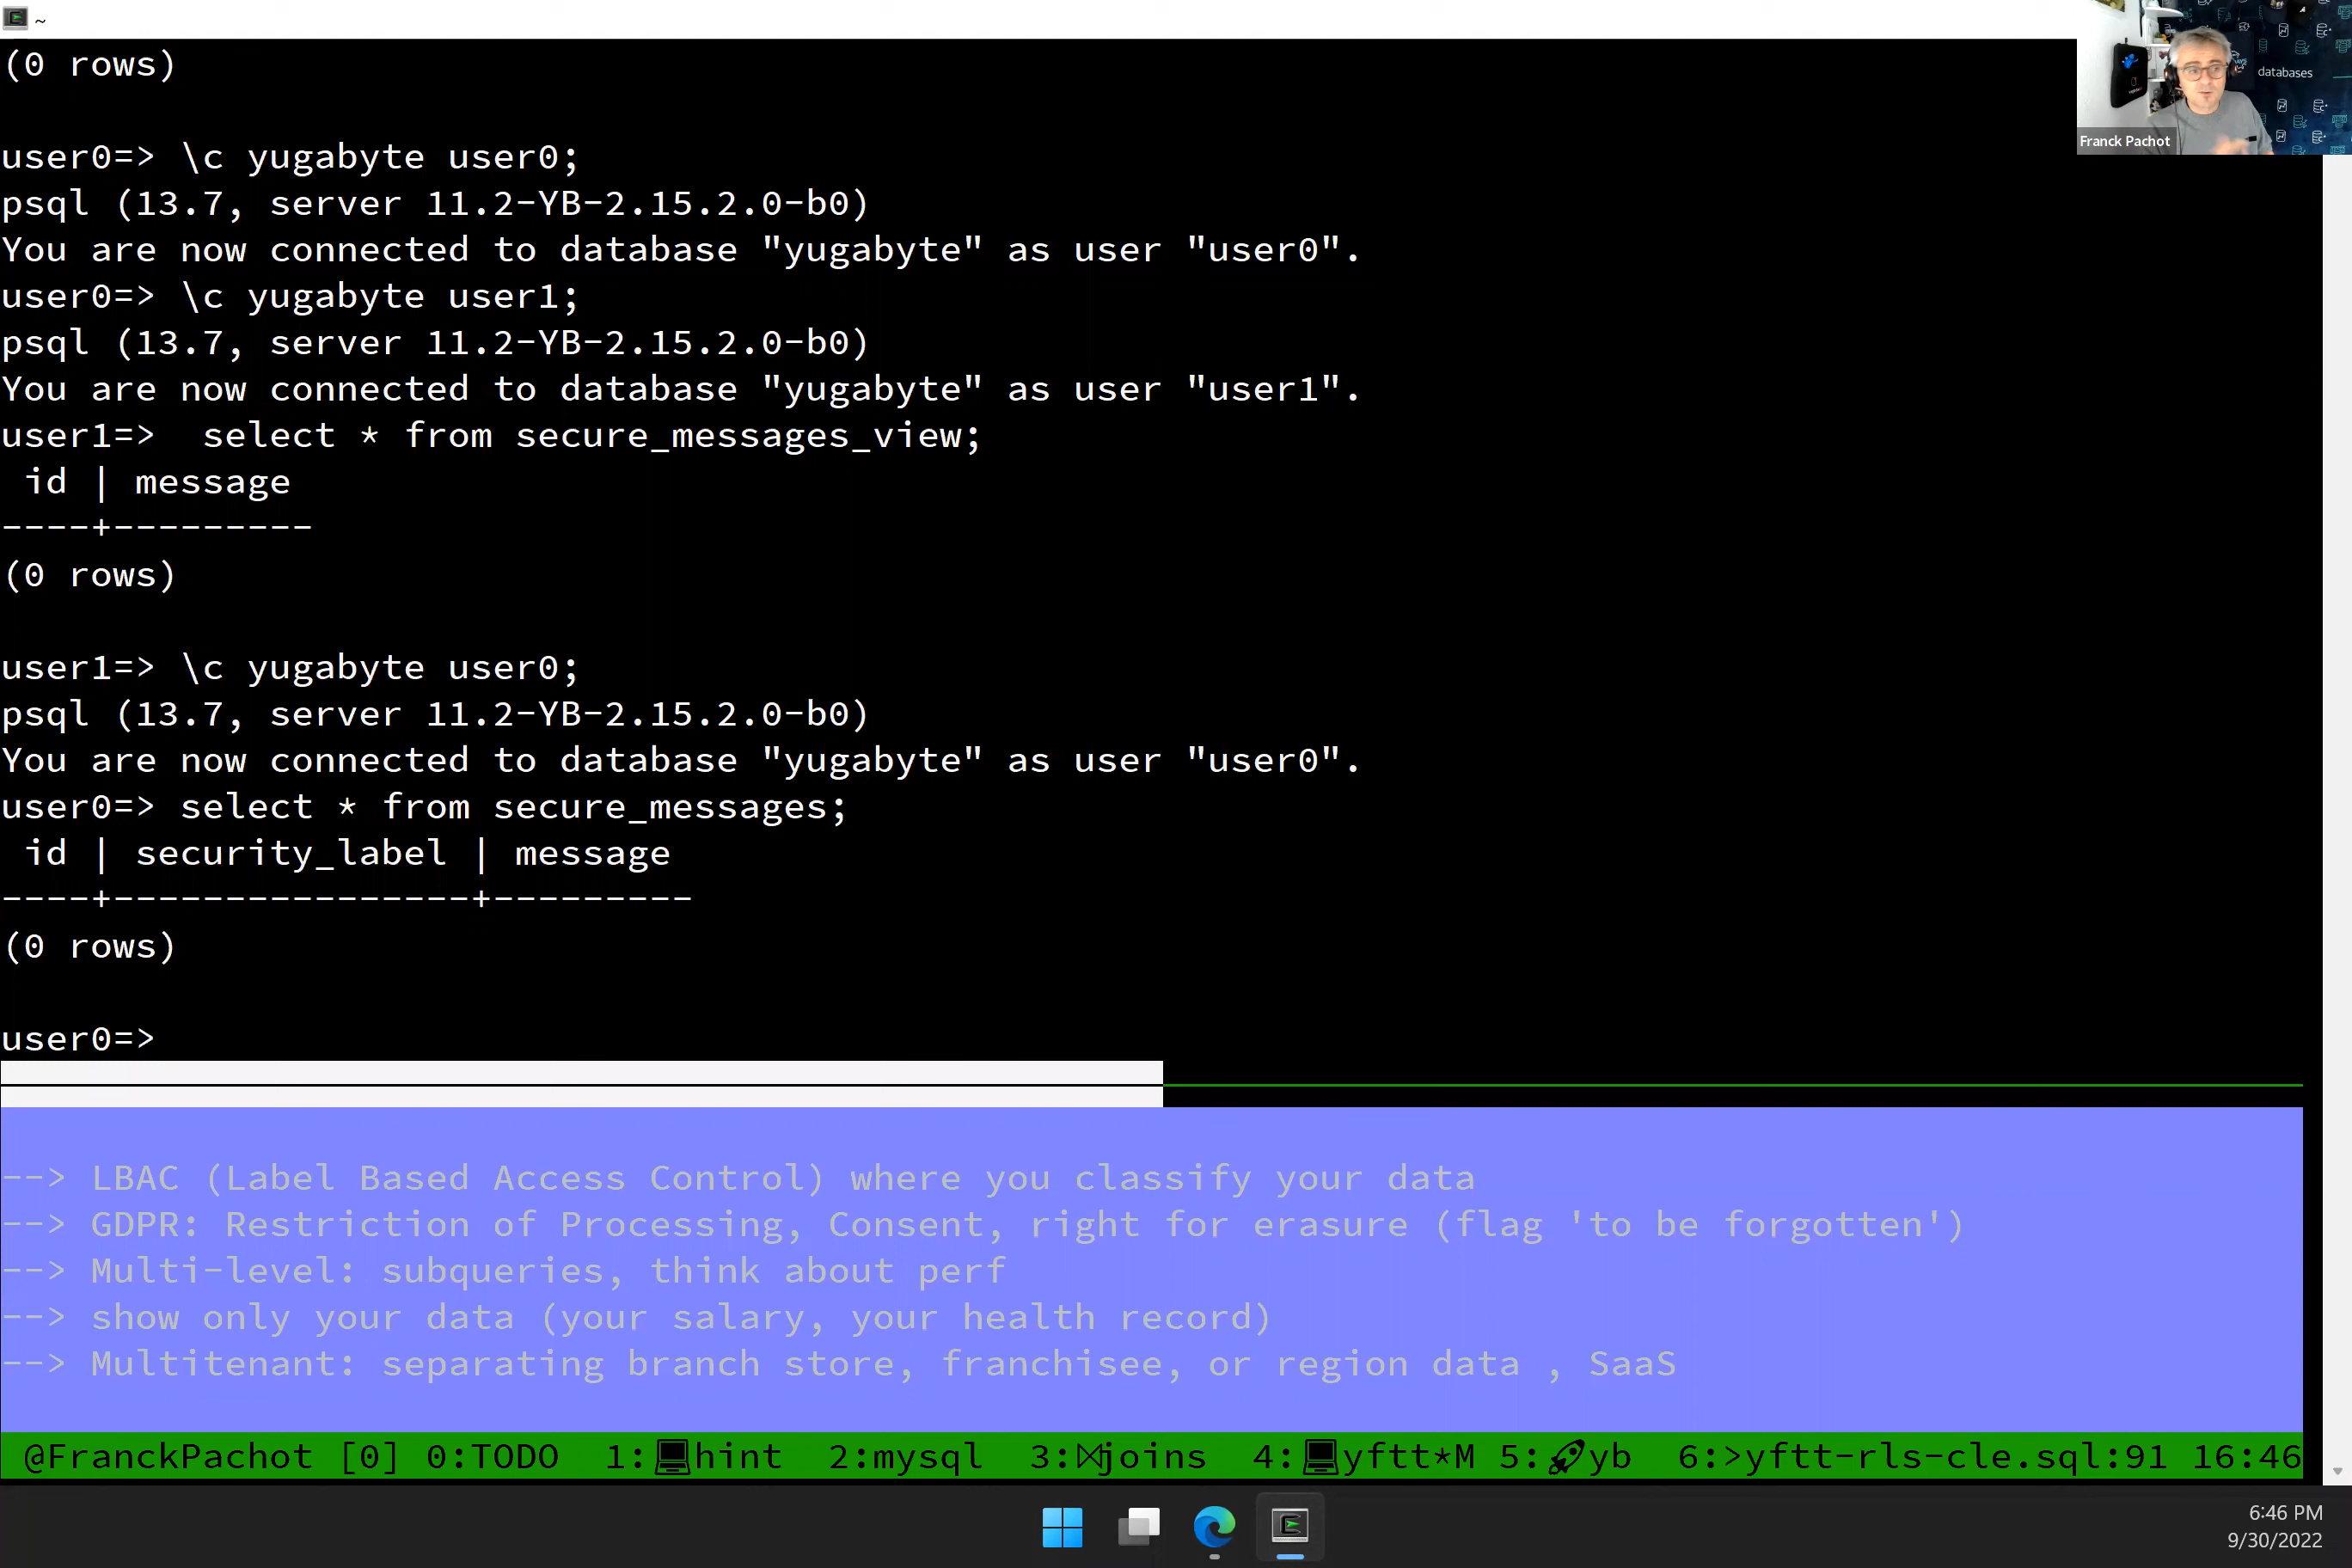 ~
(0 rows)
user0=> \c yugabyte user0;
psql (13.7, server 11.2-YB-2.15.2.0-b0)
You are now connected to database "yugabyte" as user "user0".
user0=> \c yugabyte user1;
psql (13.7, server 11.2-YB-2.15.2.0-b0)
You are now connected to database "yugabyte" as user "user1".
user1=>  select * from secure_messages_view;
 id | message
----+---------
(0 rows)
user1=> \c yugabyte user0;
psql (13.7, server 11.2-YB-2.15.2.0-b0)
You are now connected to database "yugabyte" as user "user0".
user0=> select * from secure_messages;
 id | security_label | message
----+----------------+---------
(0 rows)
user0=>
--> LBAC (Label Based Access Control) where you classify your data
--> GDPR: Restriction of Processing, Consent, right for erasure (flag 'to be forgotten')
--> Multi-level: subqueries, think about perf
--> show only your data (your salary, your health record)
--> Multitenant: separating branch store, franchisee, or region data , SaaS
@FranckPachot [0] 0:TODO  1:💻hint  2:mysql  3:⋈joins  4:💻yftt*M 5:🚀yb  6:>yftt-rls-cle.sql:91 16:46
databases
Franck Pachot
6:46 PM
9/30/2022